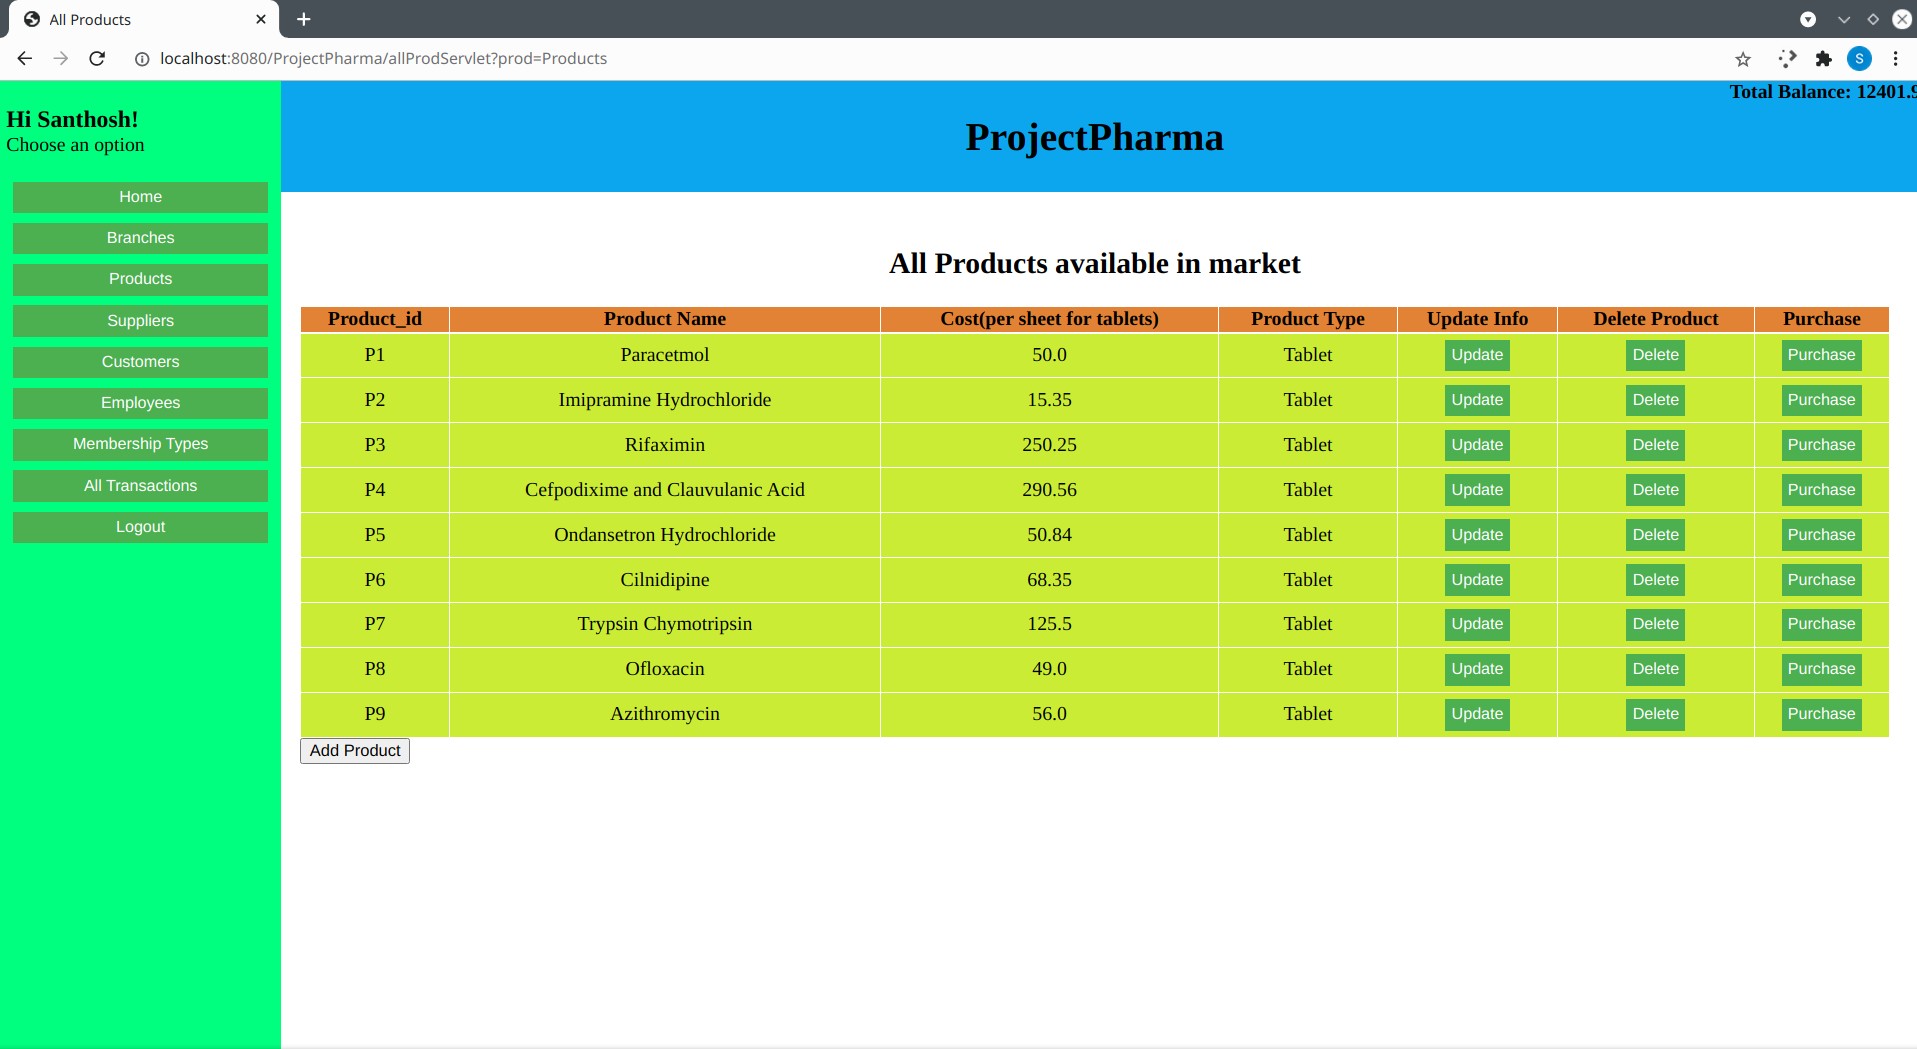 All Products
localhost:8080/ProjectPharma/allProdServlet?prod=Products
S
Total Balance: 12401.9
Hi Santhosh!
Choose an option
ProjectPharma
Home
Branches
Products
Suppliers
Customers
Employees
Membership Types
All Transactions
Logout
All Products available in market
Product_id Product Name Cost(per sheet for tablets) Product Type Update Info Delete Product Purchase
P1 Paracetmol 50.0 Tablet Update Delete Purchase
P2 Imipramine Hydrochloride 15.35 Tablet Update Delete Purchase
P3 Rifaximin 250.25 Tablet Update Delete Purchase
P4 Cefpodixime and Clauvulanic Acid 290.56 Tablet Update Delete Purchase
P5 Ondansetron Hydrochloride 50.84 Tablet Update Delete Purchase
P6 Cilnidipine 68.35 Tablet Update Delete Purchase
P7 Trypsin Chymotripsin 125.5 Tablet Update Delete Purchase
P8 Ofloxacin 49.0 Tablet Update Delete Purchase
P9 Azithromycin 56.0 Tablet Update Delete Purchase
Add Product